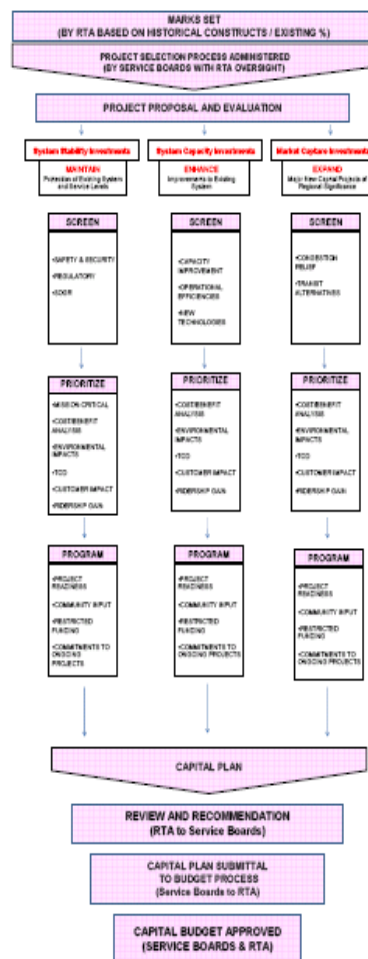 MARKS SET
(BY RTA BASED ON HISTORICAL CONSTRUCTS / EXISTING %)
PROJECT SELECTION PROCESS ADMINISTERED
(BY SERVICE BOARDS WITH RTA OVERSIGHT)
PROJECT PROPOSAL AND EVALUATION
System Stability Investments
MAINTAIN
Protection of Existing System
and Service Levels
SCREEN
•SAFETY & SECURITY
•REGULATORY
•SOGR
PRIORITIZE
•MISSION CRITICAL
•COST/BENEFIT
ANALYSIS
•ENVIRONMENTAL
IMPACTS
•TOD
•CUSTOMER IMPACT
•RIDERSHIP GAIN
PROGRAM
•PROJECT
READINESS
•COMMUNITY INPUT
•RESTRICTED
FUNDING
•COMMITMENTS TO
ONGOING
PROJECTS
System Capacity Investments
ENHANCE
Improvements to Existing
System
SCREEN
•CAPACITY
IMPROVEMENT
•OPERATIONAL
EFFICIENCIES
•NEW
TECHNOLOGIES
PRIORITIZE
•COST/BENEFIT
ANALYSIS
•ENVIRONMENTAL
IMPACTS
•TOD
•CUSTOMER IMPACT
•RIDERSHIP GAIN
PROGRAM
•PROJECT
READINESS
•COMMUNITY INPUT
•RESTRICTED
FUNDING
•COMMITMENTS TO
ONGOING PROJECTS
Market Capture Investments
EXPAND
Major New Capital Projects of
Regional Significance
SCREEN
•CONGESTION
RELIEF
•TRANSIT
ALTERNATIVES
PRIORITIZE
•COST/BENEFIT
ANALYSIS
•ENVIRONMENTAL
IMPACTS
•TOD
•CUSTOMER IMPACT
•RIDERSHIP GAIN
PROGRAM
•PROJECT
READINESS
•COMMUNITY INPUT
•RESTRICTED
FUNDING
•COMMITMENTS TO
ONGOING PROJECTS
CAPITAL PLAN
REVIEW AND RECOMMENDATION
(RTA to Service Boards)
CAPITAL PLAN SUBMITTAL
TO BUDGET PROCESS
(Service Boards to RTA)
CAPITAL BUDGET APPROVED
(SERVICE BOARDS & RTA)